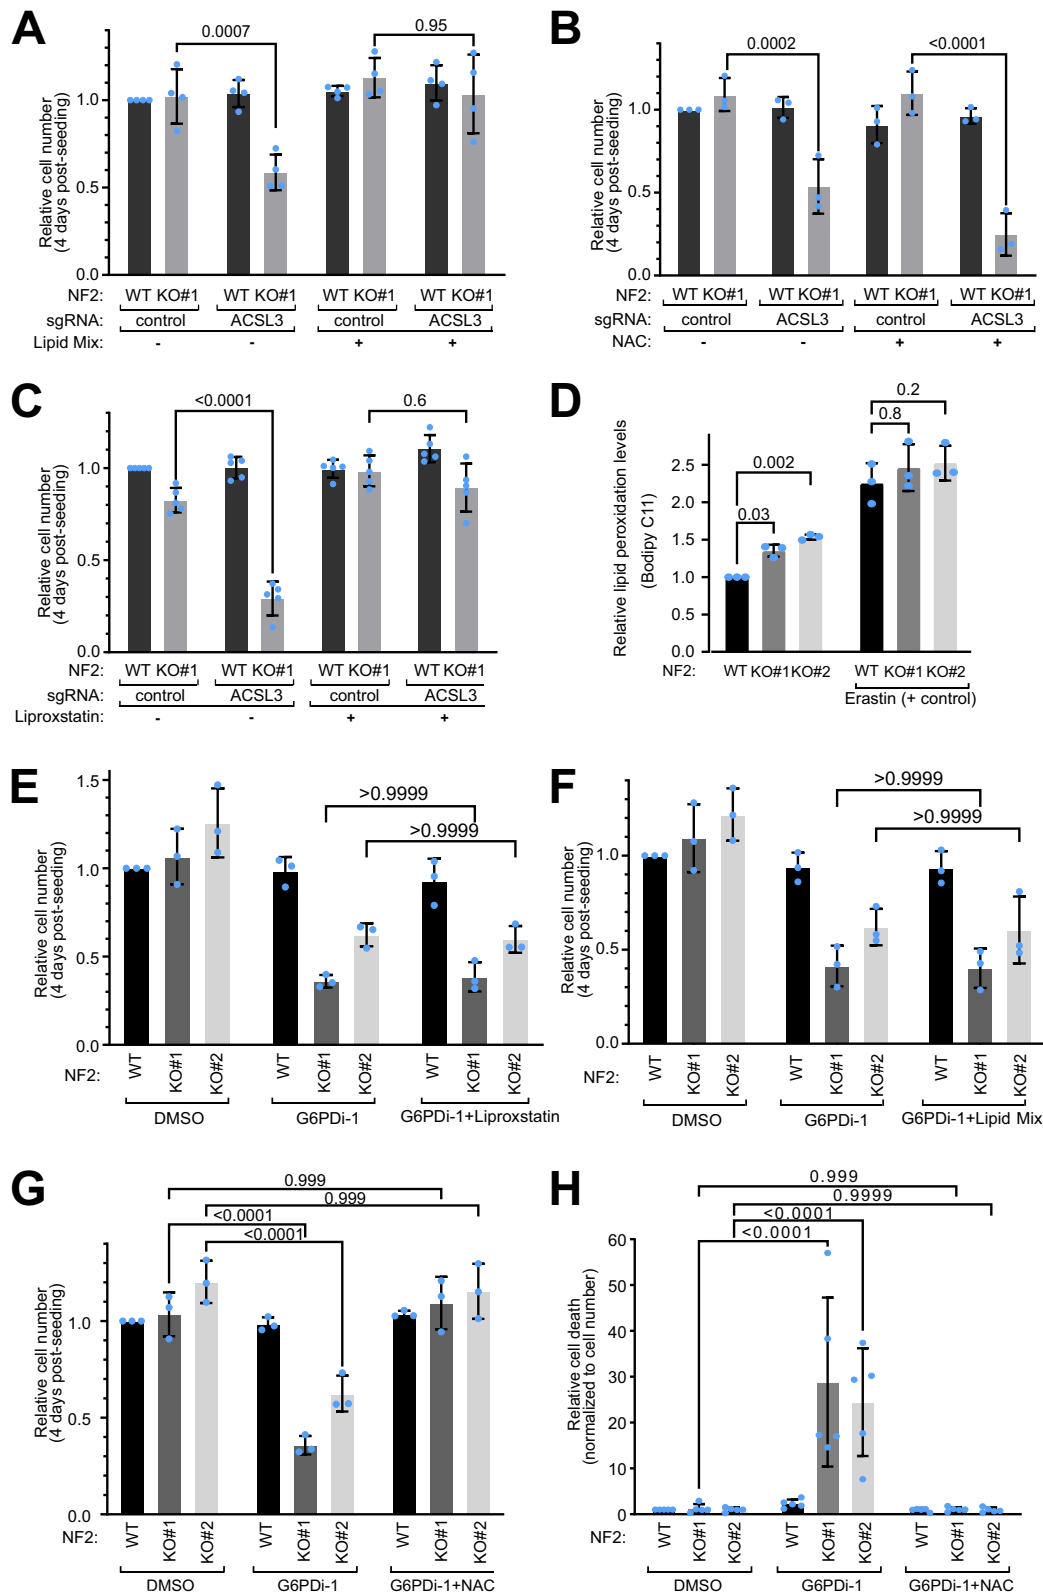 A
0.0007
0.95
Relative cell number
(4 days post-seeding)
1.0
0.5
0.0
NF2: WT KO#1 WT KO#1 WT KO#1 WT KO#1
sgRNA: control ACSL3 control ACSL3
Lipid Mix: - - + +
B
0.0002
<0.0001
Relative cell number
(4 days post-seeding)
1.0
0.5
0.0
NF2: WT KO#1 WT KO#1 WT KO#1 WT KO#1
sgRNA: control ACSL3 control ACSL3
NAC: - - + +
C
<0.0001
0.6
Relative cell number
(4 days post-seeding)
1.0
0.5
0.0
NF2: WT KO#1 WT KO#1 WT KO#1 WT KO#1
sgRNA: control ACSL3 control ACSL3
Liproxstatin: - - + +
D
0.2
0.8
0.002
0.03
Relative lipid peroxidation levels
(Bodipy C11)
2.5
2.0
1.5
1.0
0.5
0.0
NF2: WT KO#1 KO#2 WT KO#1 KO#2
Erastin (+ control)
E
>0.9999
>0.9999
Relative cell number
(4 days post-seeding)
1.5
1.0
0.5
0.0
NF2: WT KO#1 KO#2 WT KO#1 KO#2 WT KO#1 KO#2
DMSO G6PDi-1 G6PDi-1+Liproxstatin
F
>0.9999
>0.9999
Relative cell number
(4 days post-seeding)
1.0
0.5
0.0
NF2: WT KO#1 KO#2 WT KO#1 KO#2 WT KO#1 KO#2
DMSO G6PDi-1 G6PDi-1+Lipid Mix
G
0.999
0.999
<0.0001
<0.0001
Relative cell number
(4 days post-seeding)
1.0
0.5
0.0
NF2: WT KO#1 KO#2 WT KO#1 KO#2 WT KO#1 KO#2
DMSO G6PDi-1 G6PDi-1+NAC
H
0.999
0.9999
<0.0001
<0.0001
Relative cell death
(normalized to cell number)
60
50
40
30
20
10
0
NF2: WT KO#1 KO#2 WT KO#1 KO#2 WT KO#1 KO#2
DMSO G6PDi-1 G6PDi-1+NAC